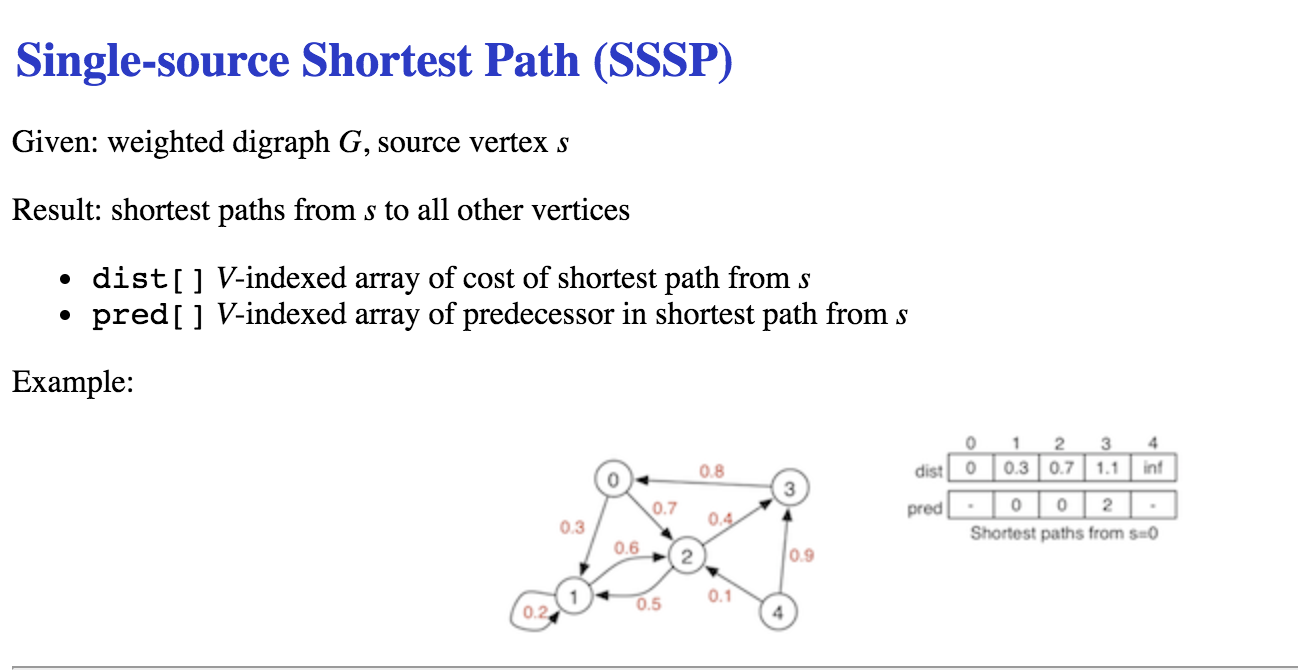 Single-source Shortest Path (SSSP)
Given: weighted digraph G, source vertex s
Result: shortest paths from s to all other vertices
• dist[] V-indexed array of cost of shortest path from s
• pred[] V-indexed array of predecessor in shortest path from s
Example:
0 0.8 3
0.7
0.4
0.3
0.6 2 0.9
1 0.5 0.1
0.2 4
0 1 2 3 4
dist 0 0.3 0.7 1.1 inf
pred - 0 0 2 -
Shortest paths from s=0